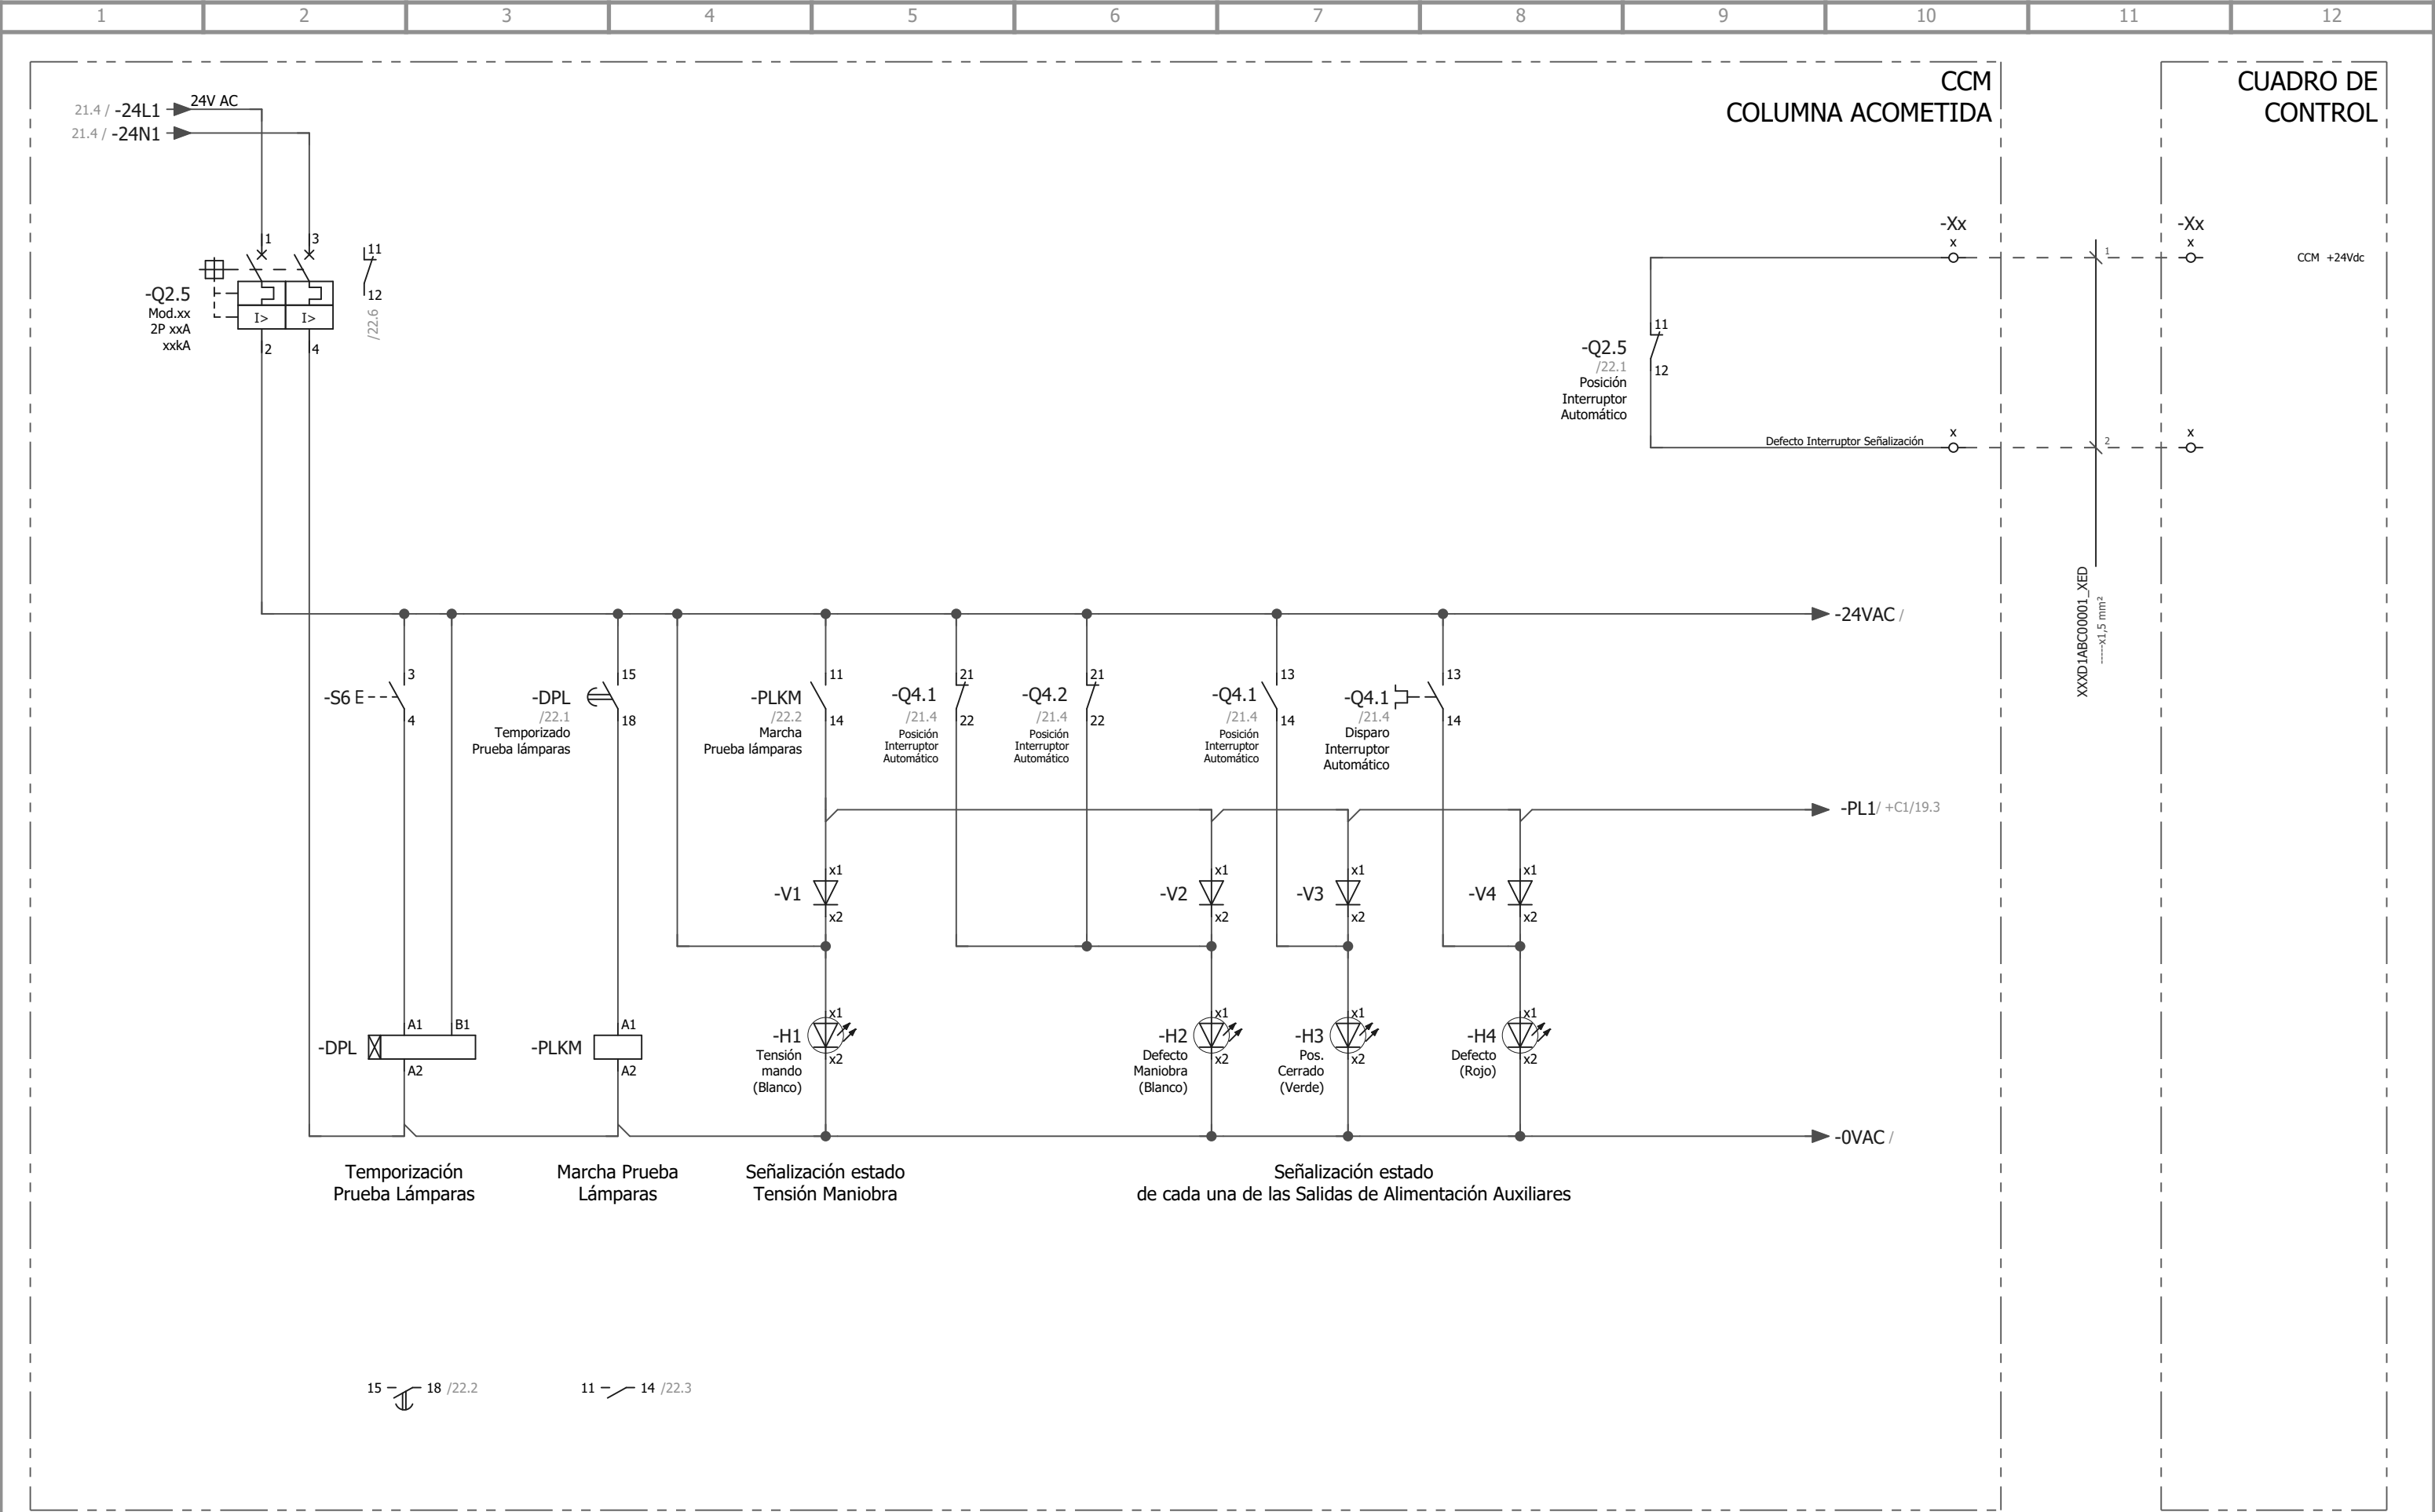 1 2 3 4 5 6 7 8 9 10 11 12
CCM
COLUMNA ACOMETIDA
CUADRO DE
CONTROL
24V AC
21.4 / -24L1
21.4 / -24N1
1 3
11
12
/22.6
-Q2.5
Mod.xx
2P xxA
xxkA
I> I>
2 4
-Xx
x
-Xx
x
1
CCM +24Vdc
11
12
-Q2.5
/22.1
Posición
Interruptor
Automático
Defecto Interruptor Señalización
x
2
x
XXXD1ABC00001_XED
-----x1,5 mm²
-24VAC /
3
-S6 E
4
15
-DPL
/22.1
18
Temporizado
Prueba lámparas
11
-PLKM
/22.2
14
Marcha
Prueba lámparas
21
-Q4.1
/21.4
22
Posición
Interruptor
Automático
21
-Q4.2
/21.4
22
Posición
Interruptor
Automático
13
-Q4.1
/21.4
14
Posición
Interruptor
Automático
13
-Q4.1
/21.4
14
Disparo
Interruptor
Automático
-PL1/ +C1/19.3
x1
-V1
x2
x1
-V2
x2
x1
-V3
x2
x1
-V4
x2
A1 B1
-DPL
A2
A1
-PLKM
A2
x1
-H1
x2
Tensión
mando
(Blanco)
x1
-H2
x2
Defecto
Maniobra
(Blanco)
x1
-H3
x2
Pos.
Cerrado
(Verde)
x1
-H4
x2
Defecto
(Rojo)
-0VAC /
Temporización
Prueba Lámparas
Marcha Prueba
Lámparas
Señalización estado
Tensión Maniobra
Señalización estado
de cada una de las Salidas de Alimentación Auxiliares
15 18 /22.2
11 14 /22.3